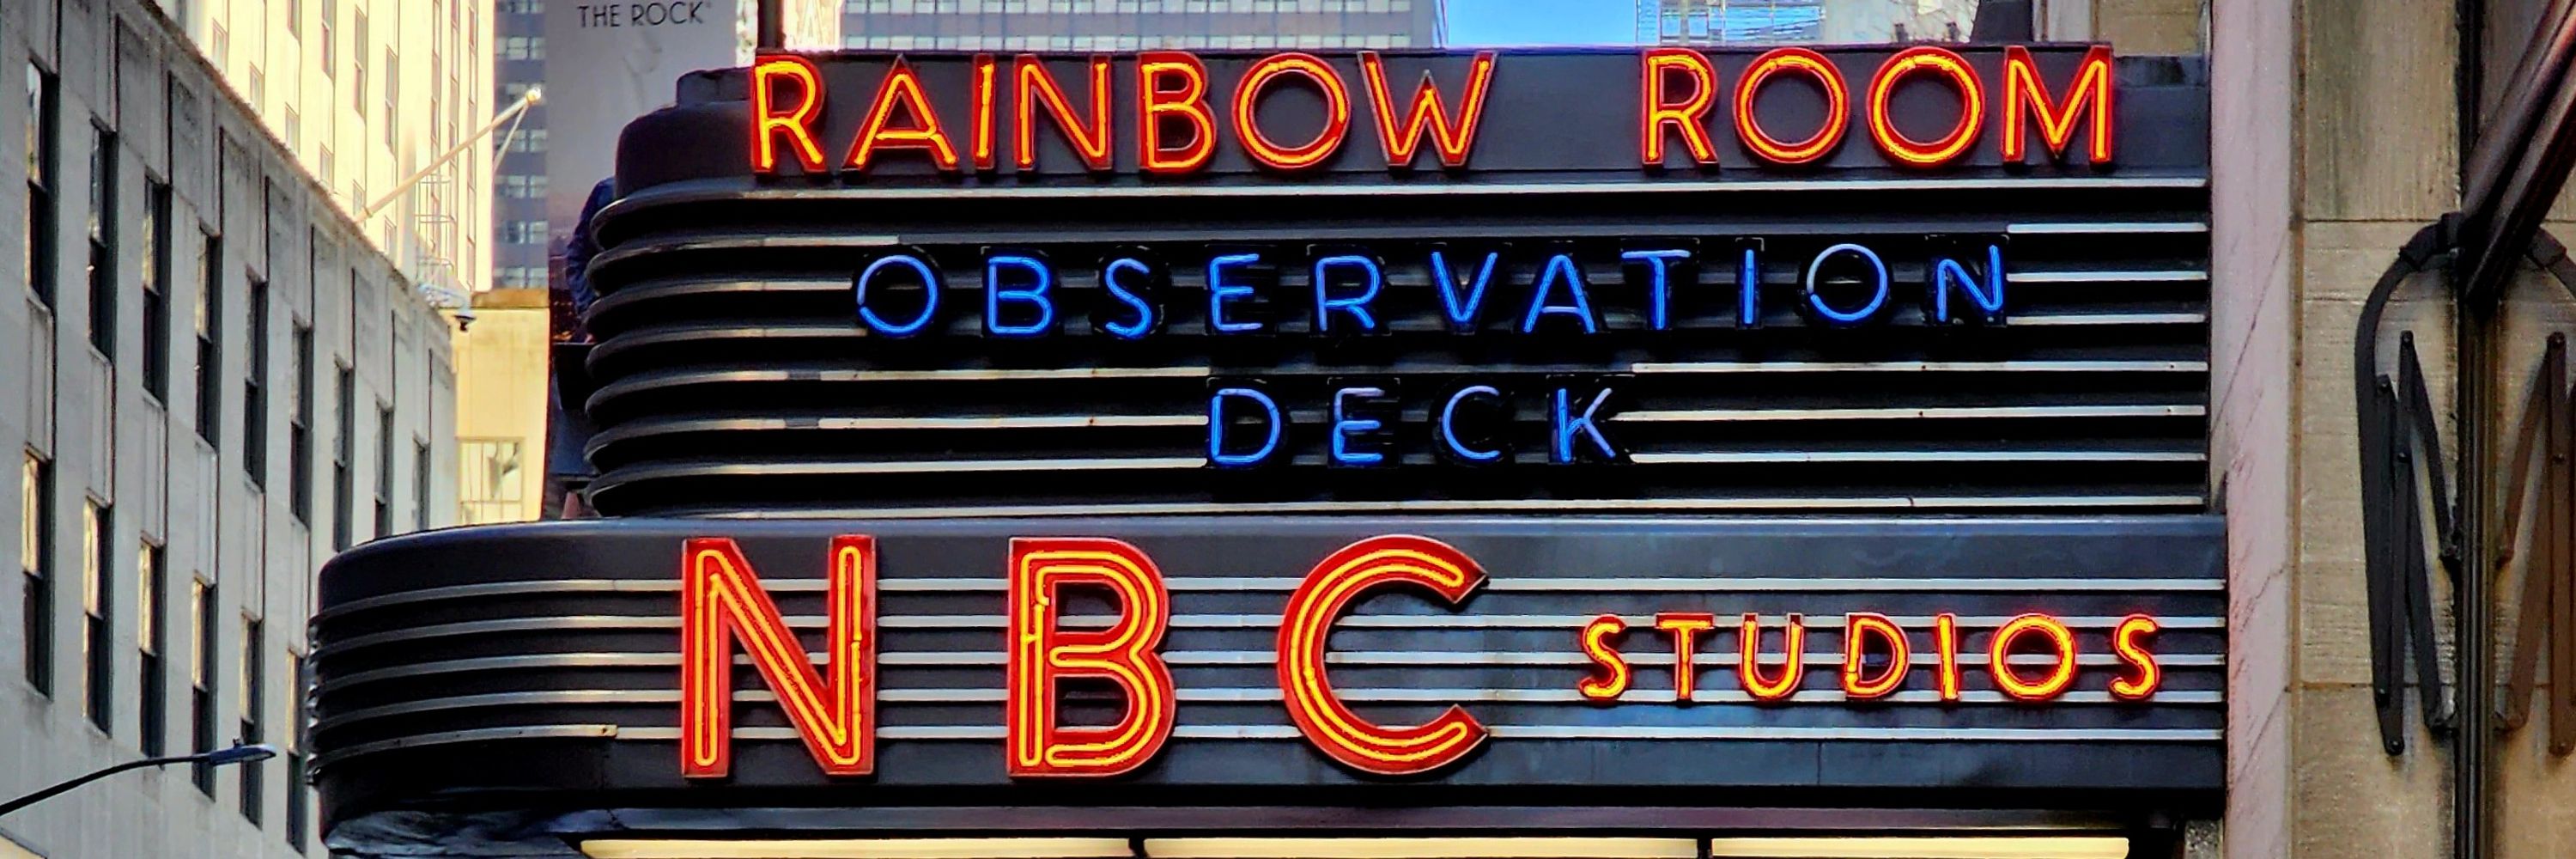 THE ROCK®
RAINBOW ROOM
OBSERVATION
DECK
NBC STUDIOS